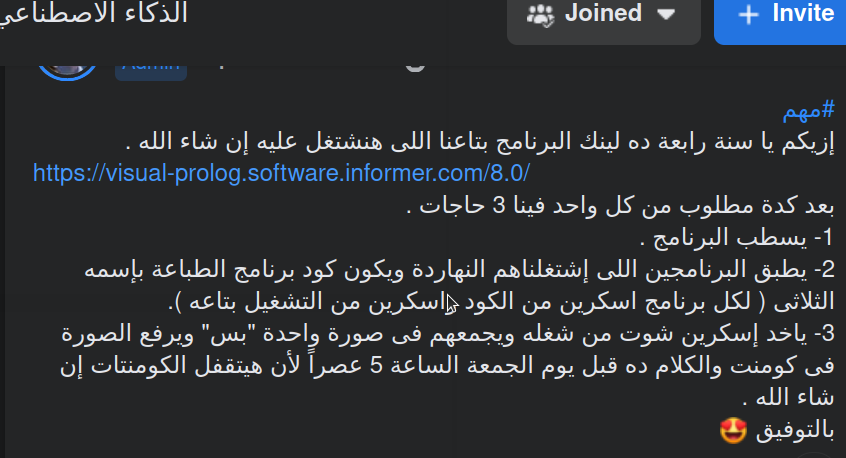 الذكاء الاصطناعي
Joined
Invite
Admin
#مهم
إزيكم يا سنة رابعة ده لينك البرنامج بتاعنا اللى هنشتغل عليه إن شاء الله .
https://visual-prolog.software.informer.com/8.0/
بعد كدة مطلوب من كل واحد فينا 3 حاجات .
1- يسطب البرنامج .
2- يطبق البرنامجين اللى إشتغلناهم النهاردة ويكون كود برنامج الطباعة بإسمه
الثلاثى ( لكل برنامج اسكرين من الكود واسكرين من التشغيل بتاعه ).
3- ياخد إسكرين شوت من شغله ويجمعهم فى صورة واحدة "بس" ويرفع الصورة
فى كومنت والكلام ده قبل يوم الجمعة الساعة 5 عصراً لأن هيتقفل الكومنتات إن
شاء الله .
بالتوفيق 🤩